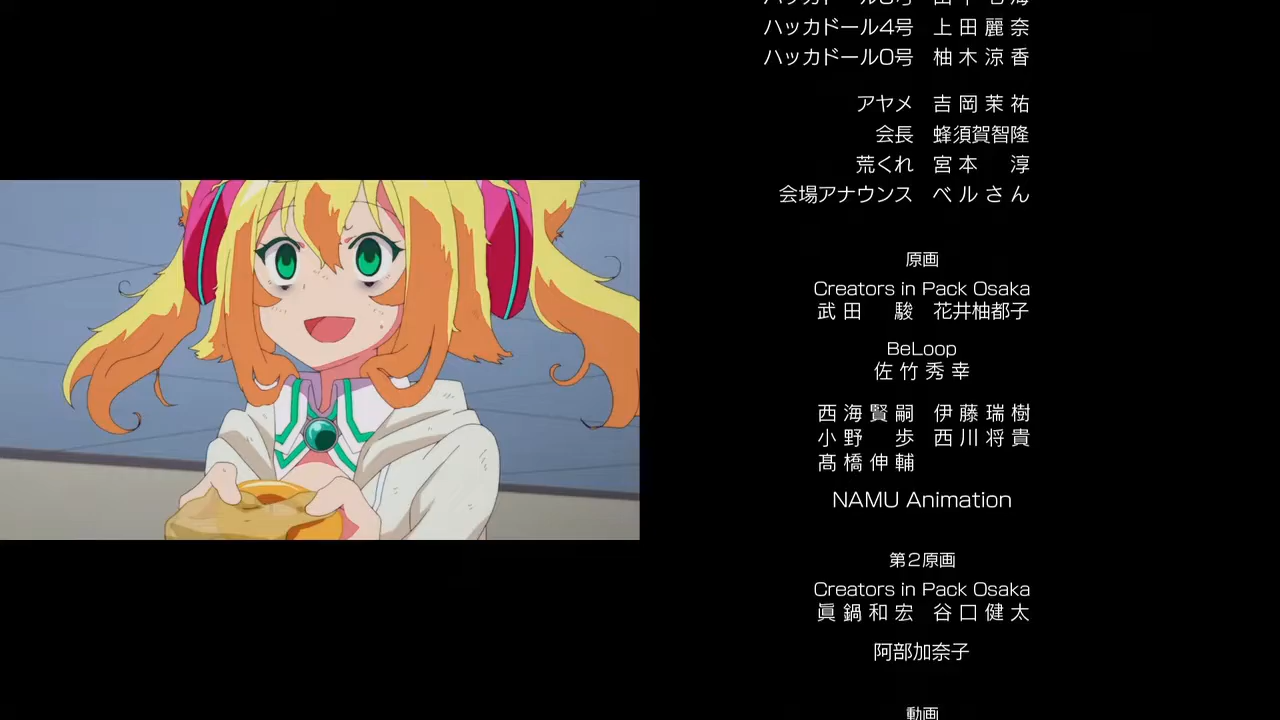 ハッカドール4号 上田麗奈
ハッカドール0号 柚木涼香
アヤメ 吉岡茉祐
会長 蜂須賀智隆
荒くれ 宮本 淳
会場アナウンス ベルさん
原画
Creators in Pack Osaka
武田 駿 花井柚都子
BeLoop
佐竹秀幸
西海賢嗣 伊藤瑞樹
小野 歩 西川将貴
髙橋伸輔
NAMU Animation
第2原画
Creators in Pack Osaka
眞鍋和宏 谷口健太
阿部加奈子
動画